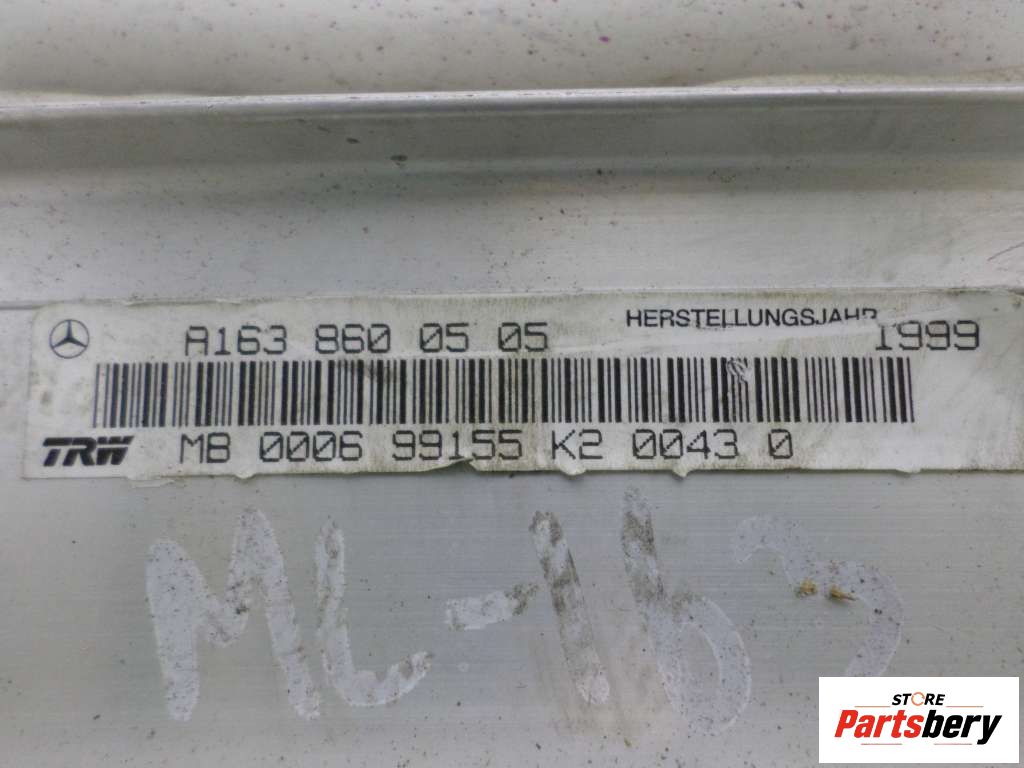 A163 860 05 05 HERSTELLUNGSJAHR 1999
TRW MB 0006 99155 K2 0043 0
ML-163
STORE
Partsbery